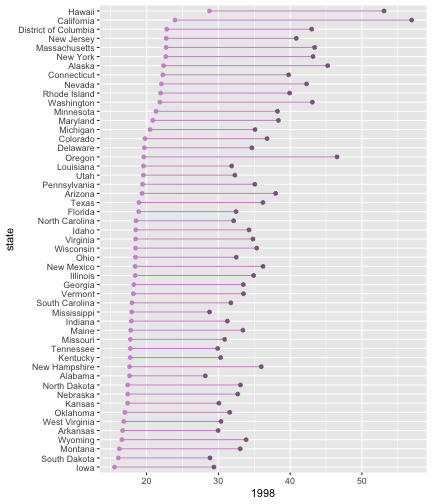 Hawaii
California
District of Columbia
New Jersey
Massachusetts
New York
Alaska
Connecticut
Nevada
Rhode Island
Washington
Minnesota
Maryland
Michigan
Colorado
Delaware
Oregon
Louisiana
Utah
Pennsylvania
Arizona
Texas
Florida
North Carolina
Idaho
Virginia
Wisconsin
Ohio
New Mexico
Illinois
Georgia
Vermont
South Carolina
Mississippi
Indiana
Maine
Missouri
Tennessee
Kentucky
New Hampshire
Alabama
North Dakota
Nebraska
Kansas
Oklahoma
West Virginia
Arkansas
Wyoming
Montana
South Dakota
Iowa
state
20 30 40 50
1998